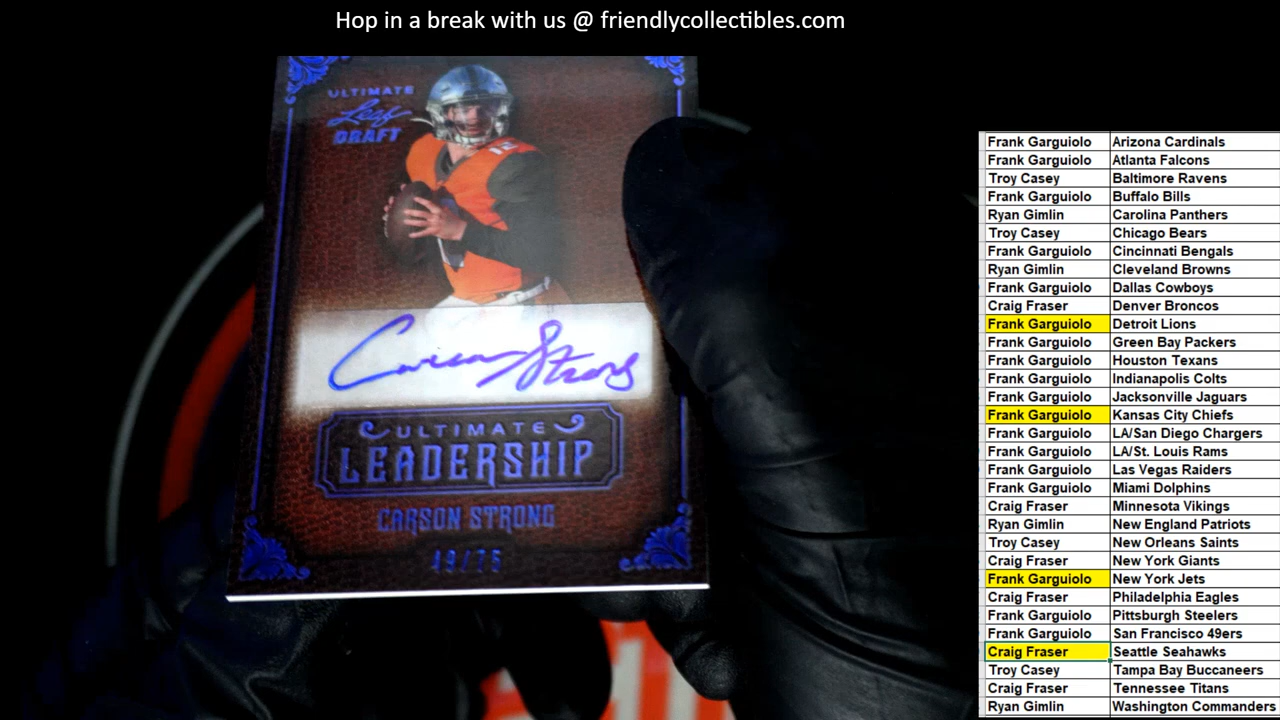 Hop in a break with us @ friendlycollectibles.com
ULTIMATE
Leaf
DRAFT
12
Carson Strong
ULTIMATE
LEADERSHIP
CARSON STRONG
Frank Garguiolo Arizona Cardinals
Frank Garguiolo Atlanta Falcons
Troy Casey Baltimore Ravens
Frank Garguiolo Buffalo Bills
Ryan Gimlin Carolina Panthers
Troy Casey Chicago Bears
Frank Garguiolo Cincinnati Bengals
Ryan Gimlin Cleveland Browns
Frank Garguiolo Dallas Cowboys
Craig Fraser Denver Broncos
Frank Garguiolo Detroit Lions
Frank Garguiolo Green Bay Packers
Frank Garguiolo Houston Texans
Frank Garguiolo Indianapolis Colts
Frank Garguiolo Jacksonville Jaguars
Frank Garguiolo Kansas City Chiefs
Frank Garguiolo LA/San Diego Chargers
Frank Garguiolo LA/St. Louis Rams
Frank Garguiolo Las Vegas Raiders
Frank Garguiolo Miami Dolphins
Craig Fraser Minnesota Vikings
Ryan Gimlin New England Patriots
Troy Casey New Orleans Saints
Craig Fraser New York Giants
Frank Garguiolo New York Jets
Craig Fraser Philadelphia Eagles
Frank Garguiolo Pittsburgh Steelers
Frank Garguiolo San Francisco 49ers
Craig Fraser Seattle Seahawks
Troy Casey Tampa Bay Buccaneers
Craig Fraser Tennessee Titans
Ryan Gimlin Washington Commanders